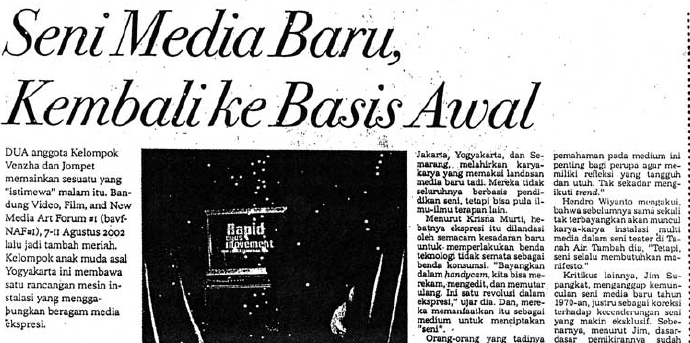 Seni Media Baru,
Kembali ke Basis Awal
DUA anggota Kelompok
Venzha dan Jompet
memainkan sesuatu yang
"istimewa" malam itu. Ban-
dung Video, Film, and New
Media Art Forum #1 (bavf-
NAF#1), 7-11 Agustus 2002
lalu jadi tambah meriah.
Kelompok anak muda asal
Yogyakarta ini membawa
satu rancangan mesin in-
stalasi yang mengga-
bungkan beragam media
ekspresi.
Rapid
eyes
movement
Jakarta, Yogyakarta, dan Se-
marang, melahirkan karya-
karya yang memakai landasan
media baru tadi. Mereka tidak
seluruhnya berbasis pendi-
dikan seni, tetapi bisa pula il-
mu-ilmu terapan lain.
Menurut Krisna Murti, he-
batnya ekspresi itu dilandasi
oleh semacam kesadaran baru
untuk memperlakukan benda
teknologi tidak semata sebagai
benda konsumsi. "Bayangkan
dalam handycam, kita bisa me-
rekam, mengedit, dan memutar
ulang. Ini satu revolusi dalam
ekspresi," ujar dia. Dan, mere-
ka memanfaatkan itu sebagai
medium untuk menciptakan
"seni".
Orang-orang yang tadinya
pemahaman pada medium ini
penting bagi perupa agar me-
miliki refleksi yang tangguh
dan utuh. Tak sekadar meng-
ikuti trend."
Hendro Wiyanto mengakui,
bahwa sebelumnya sama sekali
tak terbayangkan akan muncul
karya-karya instalasi multi
media dalam seni teater di Ta-
nah Air. Tambah dia, "Tetapi,
seni selalu membutuhkan ma-
nifesto."
Kritikus lainnya, Jim Su-
pangkat, menganggap kemun-
culan seni media baru tahun
1970-an, justru sebagai koreksi
terhadap kecenderungan seni
yang makin eksklusif. Sebe-
narnya, menurut Jim, dasar-
dasar pemikirannya sudah